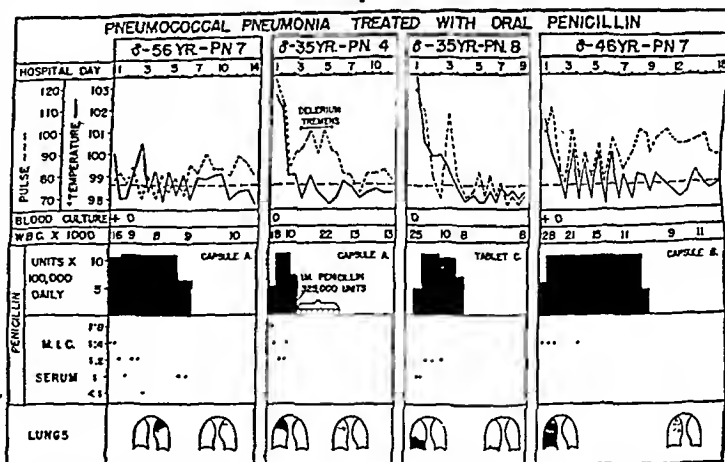 PNEUMOCOCCAL PNEUMONIA TREATED WITH ORAL PENICILLIN
♂-56 YR.-PN 7 ♂-35YR.-PN. 4 ♂-35YR.-PN. 8 ♂-46YR.-PN 7
HOSPITAL DAY 1 3 5 7 10 14 1 3 5 7 10 1 3 5 7 9 1 3 5 7 9 12 15
PULSE --- TEMPERATURE
120 103
110 102
100 101
90 100
80 99
70 98
DELERIUM
TREMENS
BLOOD CULTURE + O O O + O
W.B.C. X 1000 16 9 8 9 10 18 10 22 13 13 25 10 8 8 28 21 15 11 9 11
PENICILLIN
UNITS X
100,000
DAILY
10
5
CAPSULE A. CAPSULE A. TABLET C. CAPSULE B.
I.M. PENICILLIN
325,000 UNITS
M.I.C.
SERUM
1:4
1:2
1
<1
LUNGS